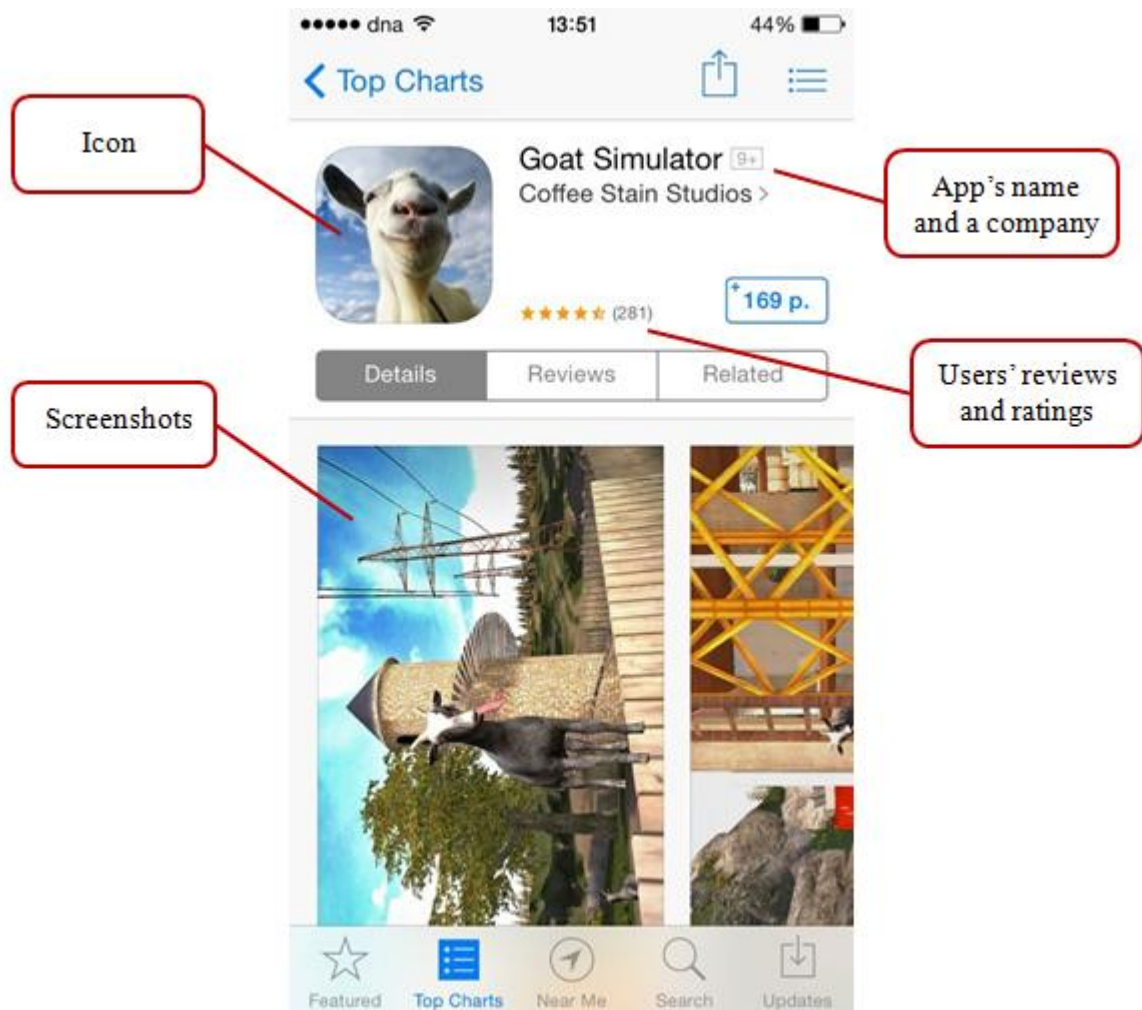 dna 13:51 44%
Top Charts
Icon
Goat Simulator 9+
Coffee Stain Studios >
App's name
and a company
(281)
+ 169 p.
Details Reviews Related
Users' reviews
and ratings
Screenshots
Featured Top Charts Near Me Search Updates